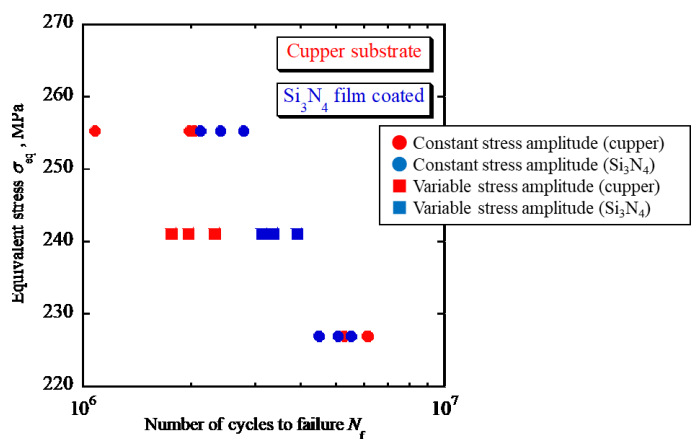 270
260
250
240
230
220
Equivalent stress σeq , MPa
Cupper substrate
Si3N4 film coated
Constant stress amplitude (cupper)
Constant stress amplitude (Si3N4)
Variable stress amplitude (cupper)
Variable stress amplitude (Si3N4)
10^6
10^7
Number of cycles to failure Nf